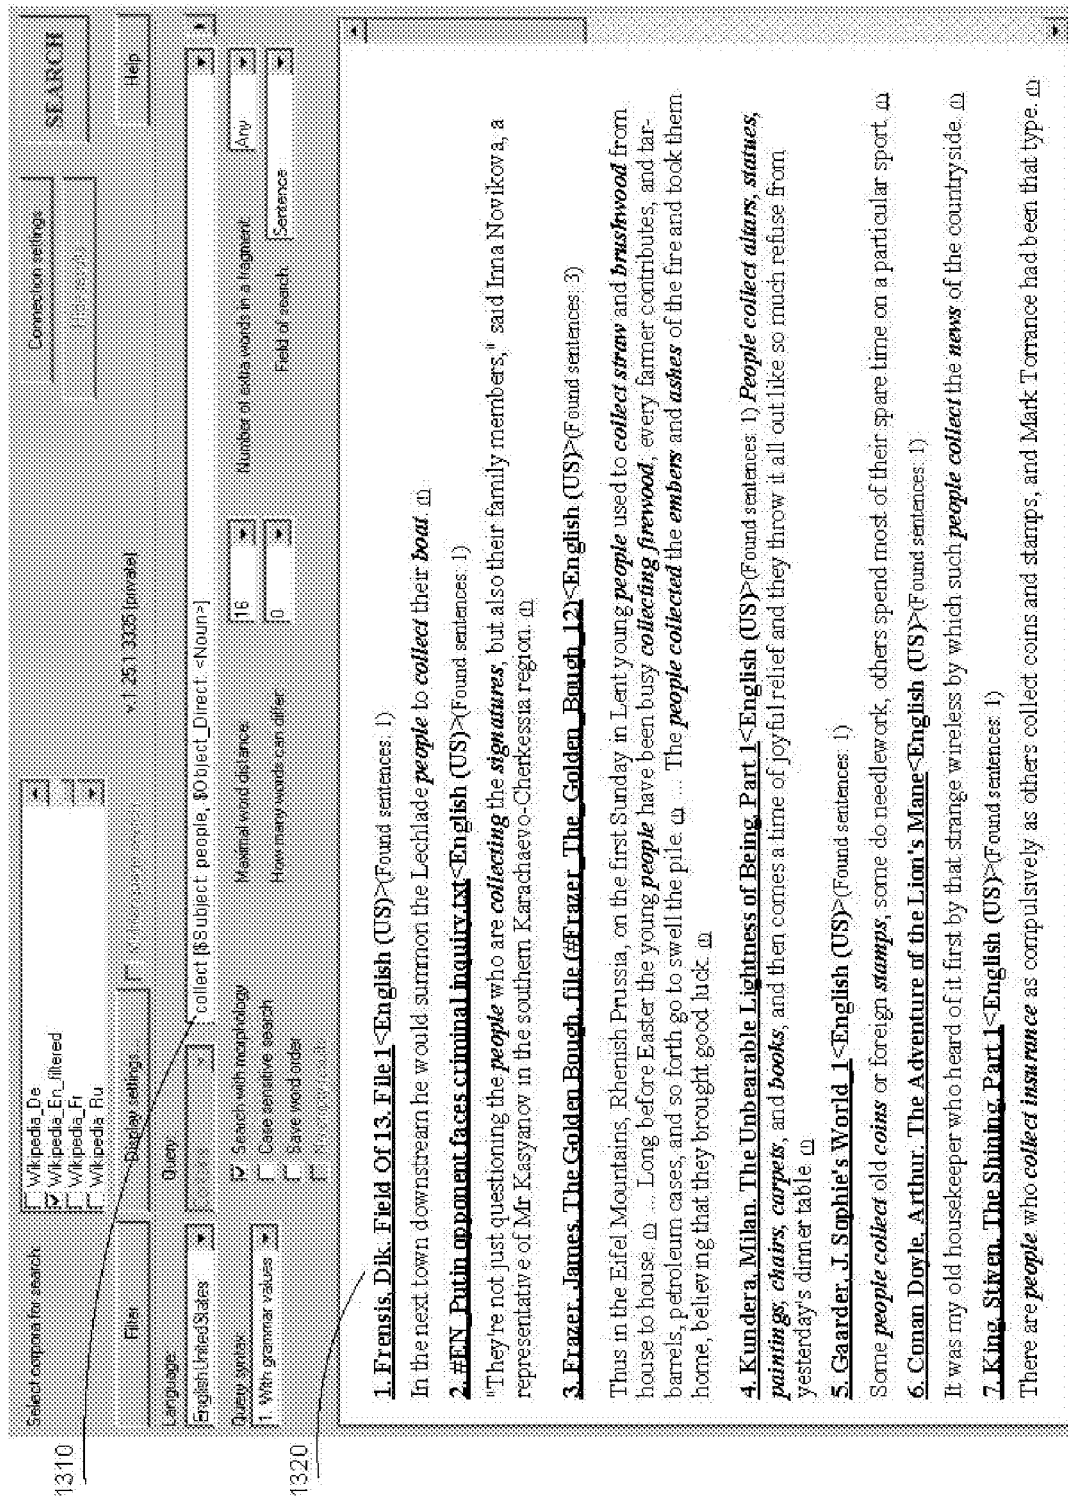 Select corpora for search:
Wikipedia_De
Wikipedia_En_filtered
Wikipedia_Fr
Wikipedia_Ru
Connection settings
SEARCH
Filter
Display settings
v 1.25.1.3335 [private]
Help
Language:
Query:
English United States
collect [$Subject: people, $Object_Direct: <Noun>]
Query syntax:
1. With grammar values
Search with morphology
Case sensitive search
Save word order
Maximal word distance:
16
How many words can differ:
0
Number of extra words in a fragment:
Any
Field of search:
Sentence
1310
1320
1. Frensis, Dik. Field Of 13. File1<English (US)>(Found sentences: 1)
In the next town downstream he would summon the Lechlade people to collect their boat (1)
2. #EN_Putin opponent faces criminal inquiry.txt<English (US)>(Found sentences: 1)
"They're not just questioning the people who are collecting the signatures, but also their family members," said Inna Novikova, a
representative of Mr Kasyanov in the southern Karachaevo-Cherkessia region. (1)
3. Frazer, James. The Golden Bough. file (#Frazer_The_Golden_Bough_12)<English (US)>(Found sentences: 3)
Thus in the Eifel Mountains, Rhenish Prussia, on the first Sunday in Lent young people used to collect straw and brushwood from
house to house. (1) ... Long before Easter the young people have been busy collecting firewood; every farmer contributes, and tar-
barrels, petroleum cases, and so forth go to swell the pile. (1) ... The people collected the embers and ashes of the fire and took them
home, believing that they brought good luck. (1)
4. Kundera, Milan. The Unbearable Lightness of Being, Part 1<English (US)>(Found sentences: 1) People collect altars, statues,
paintings, chairs, carpets, and books, and then comes a time of joyful relief and they throw it all out like so much refuse from
yesterday's dinner table. (1)
5. Gaarder, J. Sophie's World_1<English (US)>(Found sentences: 1)
Some people collect old coins or foreign stamps, some do needlework, others spend most of their spare time on a particular sport. (1)
6. Conan Doyle, Arthur. The Adventure of the Lion's Mane<English (US)>(Found sentences: 1)
It was my old housekeeper who heard of it first by that strange wireless by which such people collect the news of the countryside. (1)
7. King, Stiven. The Shining. Part 1<English (US)>(Found sentences: 1)
There are people who collect insurance as compulsively as others collect coins and stamps, and Mark Torrance had been that type. (1)